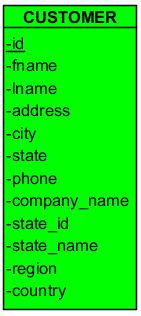 CUSTOMER
-id
-fname
-lname
-address
-city
-state
-phone
-company_name
-state_id
-state_name
-region
-country